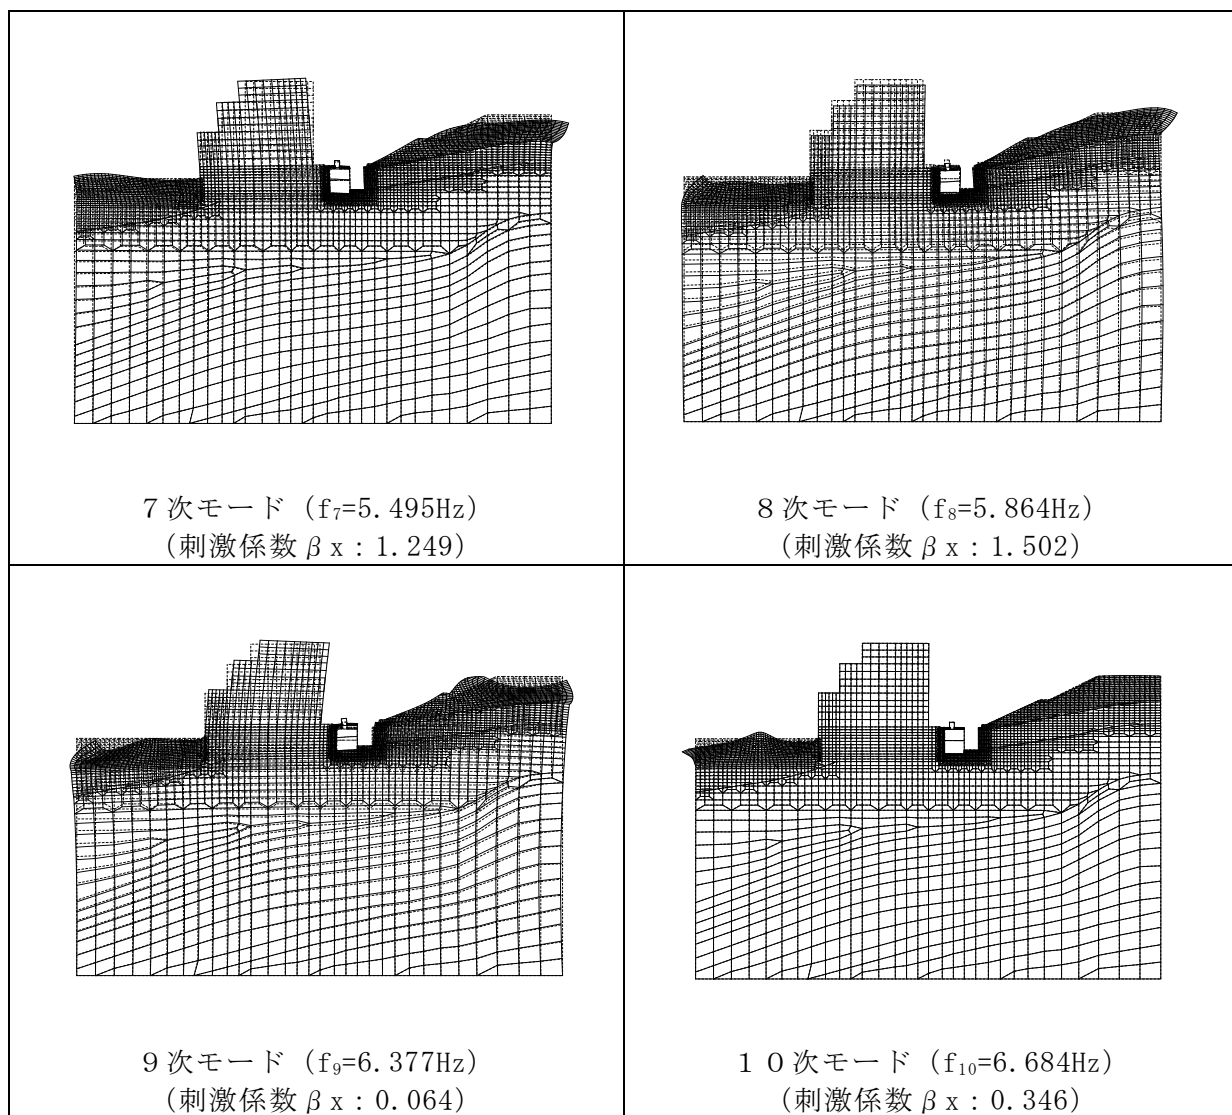 ７次モード（f₇=5.495Hz）
（刺激係数βx：1.249）
８次モード（f₈=5.864Hz）
（刺激係数βx：1.502）
９次モード（f₉=6.377Hz）
（刺激係数βx：0.064）
１０次モード（f₁₀=6.684Hz）
（刺激係数βx：0.346）